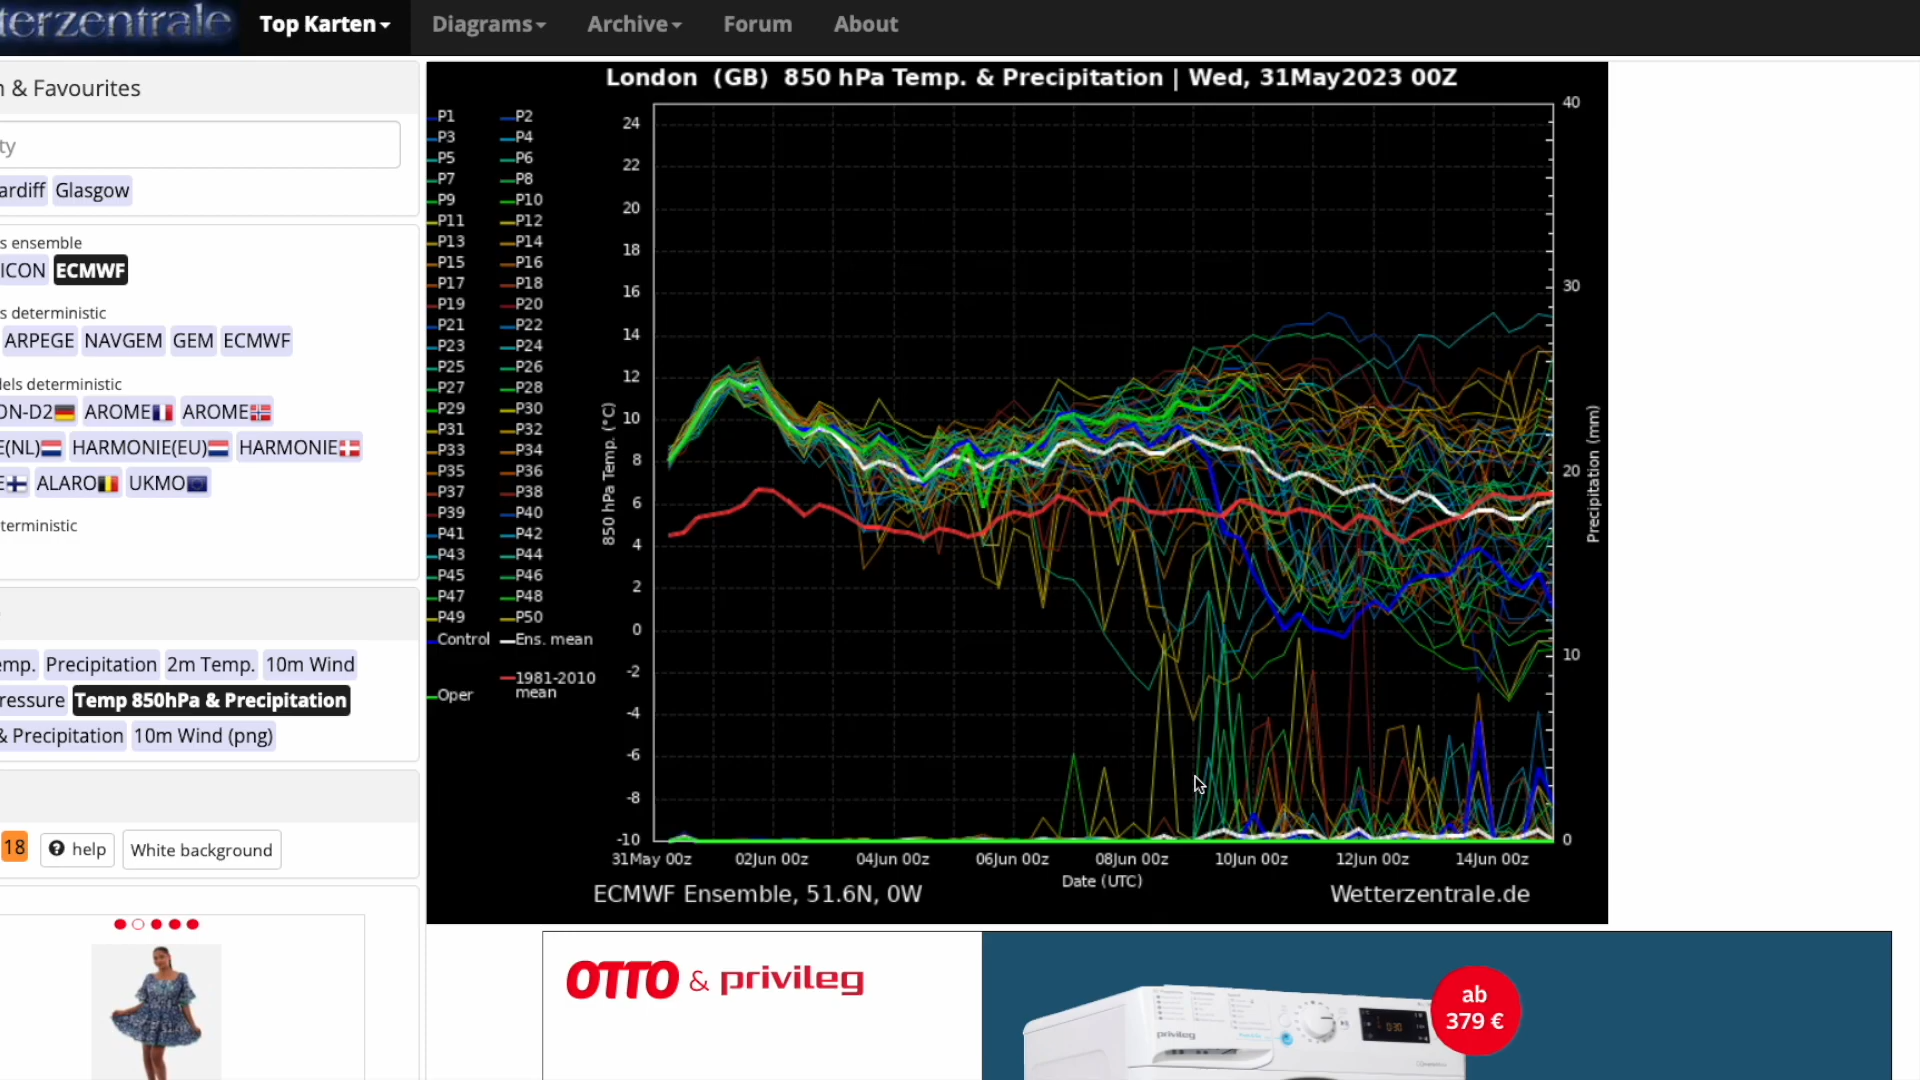 terzentrale
Top Karten
Diagrams
Archive
Forum
About
& Favourites
ty
ardiff Glasgow
s ensemble
ICON ECMWF
s deterministic
ARPEGE NAVGEM GEM ECMWF
dels deterministic
ON-D2 AROME AROME
E(NL) HARMONIE(EU) HARMONIE
E ALARO UKMO
terministic
emp. Precipitation 2m Temp. 10m Wind
ressure Temp 850hPa & Precipitation
& Precipitation 10m Wind (png)
18 help White background
London (GB) 850 hPa Temp. & Precipitation | Wed, 31May2023 00Z
P1 P2
P3 P4
P5 P6
P7 P8
P9 P10
P11 P12
P13 P14
P15 P16
P17 P18
P19 P20
P21 P22
P23 P24
P25 P26
P27 P28
P29 P30
P31 P32
P33 P34
P35 P36
P37 P38
P39 P40
P41 P42
P43 P44
P45 P46
P47 P48
P49 P50
Control Ens. mean
Oper 1981-2010
mean
850 hPa Temp. (°C)
24
22
20
18
16
14
12
10
8
6
4
2
0
-2
-4
-6
-8
-10
40
30
20
10
0
Precipitation (mm)
31May 00z 02Jun 00z 04Jun 00z 06Jun 00z 08Jun 00z 10Jun 00z 12Jun 00z 14Jun 00z
Date (UTC)
ECMWF Ensemble, 51.6N, 0W Wetterzentrale.de
OTTO & privileg
ab
379 €
privileg